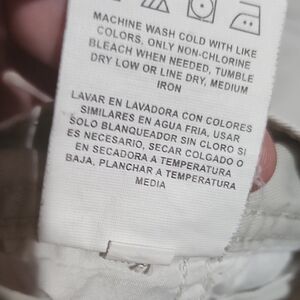 MACHINE WASH COLD WITH LIKE
COLORS, ONLY NON-CHLORINE
BLEACH WHEN NEEDED, TUMBLE
DRY LOW OR LINE DRY, MEDIUM
IRON
LAVAR EN LAVADORA CON COLORES
SIMILARES EN AGUA FRIA, USAR
SOLO BLANQUEADOR SIN CLORO SI
ES NECESARIO, SECAR COLGADO O
EN SECADORA A TEMPERATURA
BAJA, PLANCHAR A TEMPERATURA
MEDIA